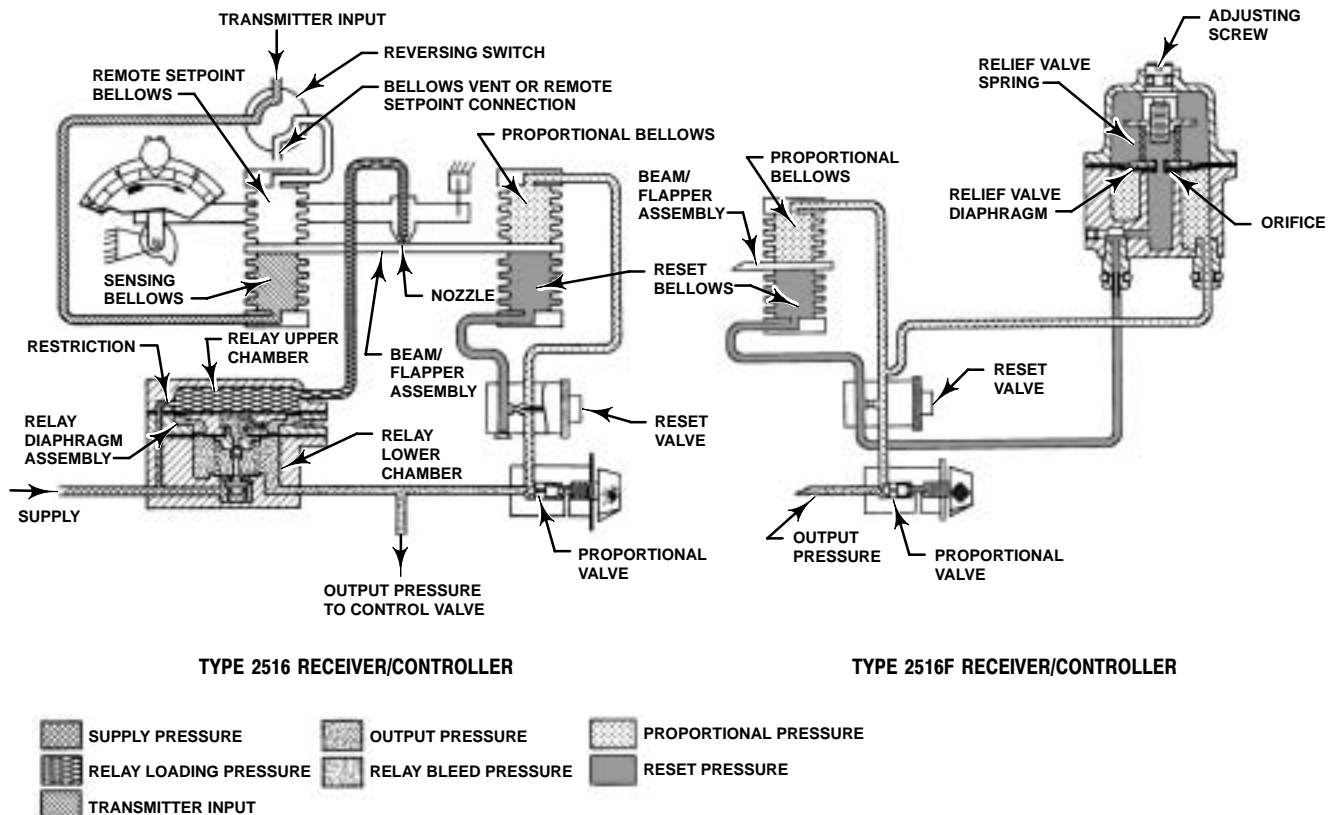 TRANSMITTER INPUT
REVERSING SWITCH
REMOTE SETPOINT
BELLOWS
BELLOWS VENT OR REMOTE
SETPOINT CONNECTION
PROPORTIONAL BELLOWS
SENSING
BELLOWS
NOZZLE
RESET
BELLOWS
RESTRICTION
RELAY UPPER
CHAMBER
BEAM/
FLAPPER
ASSEMBLY
RELAY
DIAPHRAGM
ASSEMBLY
RELAY
LOWER
CHAMBER
RESET
VALVE
SUPPLY
PROPORTIONAL
VALVE
OUTPUT PRESSURE
TO CONTROL VALVE
TYPE 2516 RECEIVER/CONTROLLER
ADJUSTING
SCREW
RELIEF VALVE
SPRING
PROPORTIONAL
BELLOWS
BEAM/
FLAPPER
ASSEMBLY
RELIEF VALVE
DIAPHRAGM
ORIFICE
RESET
VALVE
OUTPUT
PRESSURE
PROPORTIONAL
VALVE
TYPE 2516F RECEIVER/CONTROLLER
SUPPLY PRESSURE
OUTPUT PRESSURE
PROPORTIONAL PRESSURE
RELAY LOADING PRESSURE
RELAY BLEED PRESSURE
RESET PRESSURE
TRANSMITTER INPUT